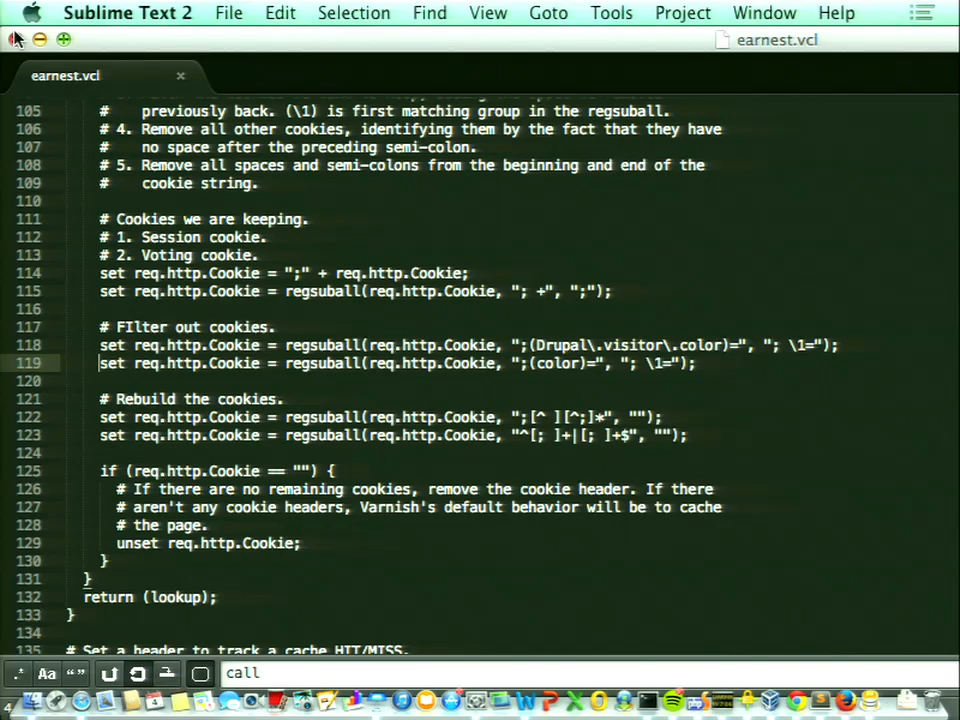 Sublime Text 2 File Edit Selection Find View Goto Tools Project Window Help
earnest.vcl
earnest.vcl ×
105 # previously back. (\1) is first matching group in the regsuball.
106 # 4. Remove all other cookies, identifying them by the fact that they have
107 # no space after the preceding semi-colon.
108 # 5. Remove all spaces and semi-colons from the beginning and end of the
109 # cookie string.
110
111 # Cookies we are keeping.
112 # 1. Session cookie.
113 # 2. Voting cookie.
114 set req.http.Cookie = ";" + req.http.Cookie;
115 set req.http.Cookie = regsuball(req.http.Cookie, "; +", ";");
116
117 # FIlter out cookies.
118 set req.http.Cookie = regsuball(req.http.Cookie, ";(Drupal\.visitor\.color)=", "; \1=");
119 set req.http.Cookie = regsuball(req.http.Cookie, ";(color)=", "; \1=");
120
121 # Rebuild the cookies.
122 set req.http.Cookie = regsuball(req.http.Cookie, ";[^ ][^;]*", "");
123 set req.http.Cookie = regsuball(req.http.Cookie, "^[; ]+|[; ]+$", "");
124
125 if (req.http.Cookie == "") {
126 # If there are no remaining cookies, remove the cookie header. If there
127 # aren't any cookie headers, Varnish's default behavior will be to cache
128 # the page.
129 unset req.http.Cookie;
130 }
131 }
132 return (lookup);
133 }
134
135 # Set a header to track a cache HIT/MISS.
.* Aa “” call
4